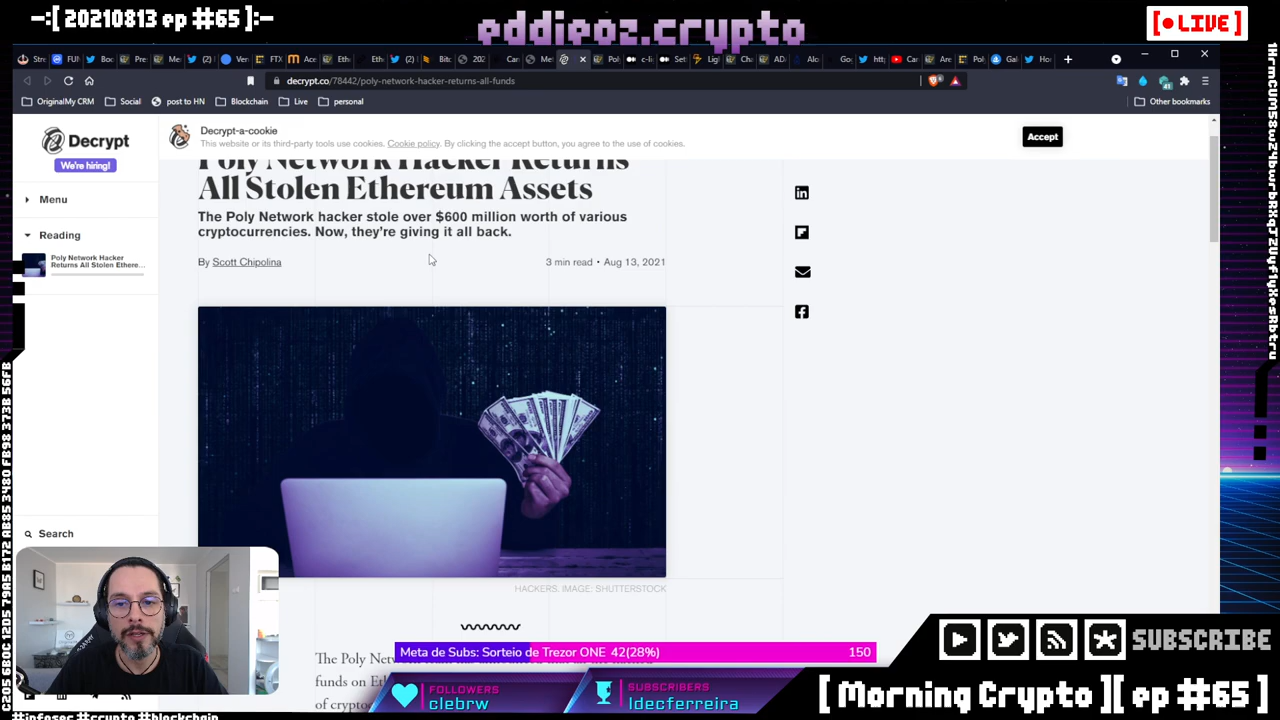 -:[ 20210813 ep #65 ]:-
eddieoz.crypto
[● LIVE]
decrypt.co/78442/poly-network-hacker-returns-all-funds
OriginalMy CRM
Social
post to HN
Blockchain
Live
personal
Other bookmarks
Decrypt
We're hiring!
Decrypt-a-cookie
This website or its third-party tools use cookies. Cookie policy. By clicking the accept button, you agree to the use of cookies.
Accept
Menu
Reading
Poly Network Hacker
Returns All Stolen Ethere...
Search
Poly Network Hacker Returns
All Stolen Ethereum Assets
The Poly Network hacker stole over $600 million worth of various
cryptocurrencies. Now, they're giving it all back.
By Scott Chipolina
3 min read • Aug 13, 2021
HACKERS. IMAGE: SHUTTERSTOCK
The Poly
funds on
of crypto
Meta de Subs: Sorteio de Trezor ONE 42(28%)
150
FOLLOWERS
clebrw
SUBSCRIBERS
ldecferreira
SUBSCRIBE
[ Morning Crypto ][ ep #65 ]
#infosec #crypto #blockchain